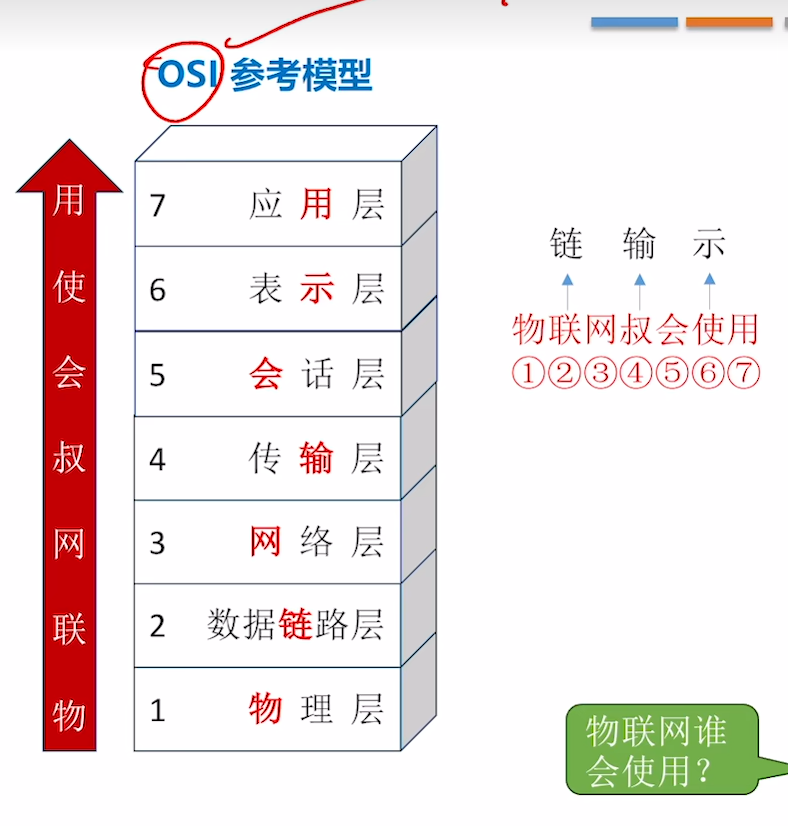 OSI 参考模型
用
使
会
叔
网
联
物
7 应用层
6 表示层
5 会话层
4 传输层
3 网络层
2 数据链路层
1 物理层
链 输 示
物联网叔会使用
①②③④⑤⑥⑦
物联网谁
会使用？